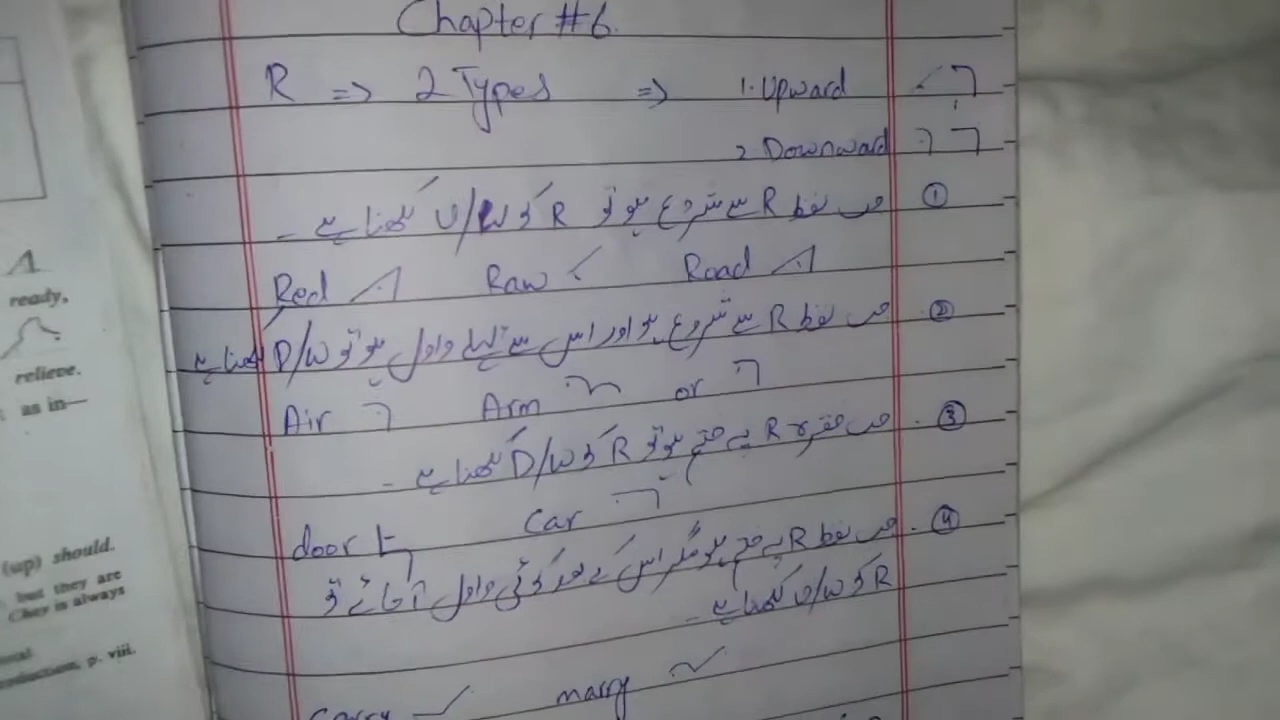 ready,
relieve.
as in—
(up) should.
but they are
Chay is always
p. viii.
Chapter #6.
R => 2 Types => 1. Upward
2 Downward
① جب لفظ R سے شروع ہو تو R کو U/W لکھنا ہے۔
Red Raw Road
② جب لفظ R سے شروع ہو اور اس سے پہلے واول ہو تو D/W لکھنا ہے
Air Arm or
③ جب R پہ ختم ہو تو R کو D/W لکھنا ہے۔
door Car
④ جب لفظ R پہ ختم ہو مگر اس کے بعد کوئی واول آ جائے تو
R کو U/W لکھنا ہے۔
carry marry